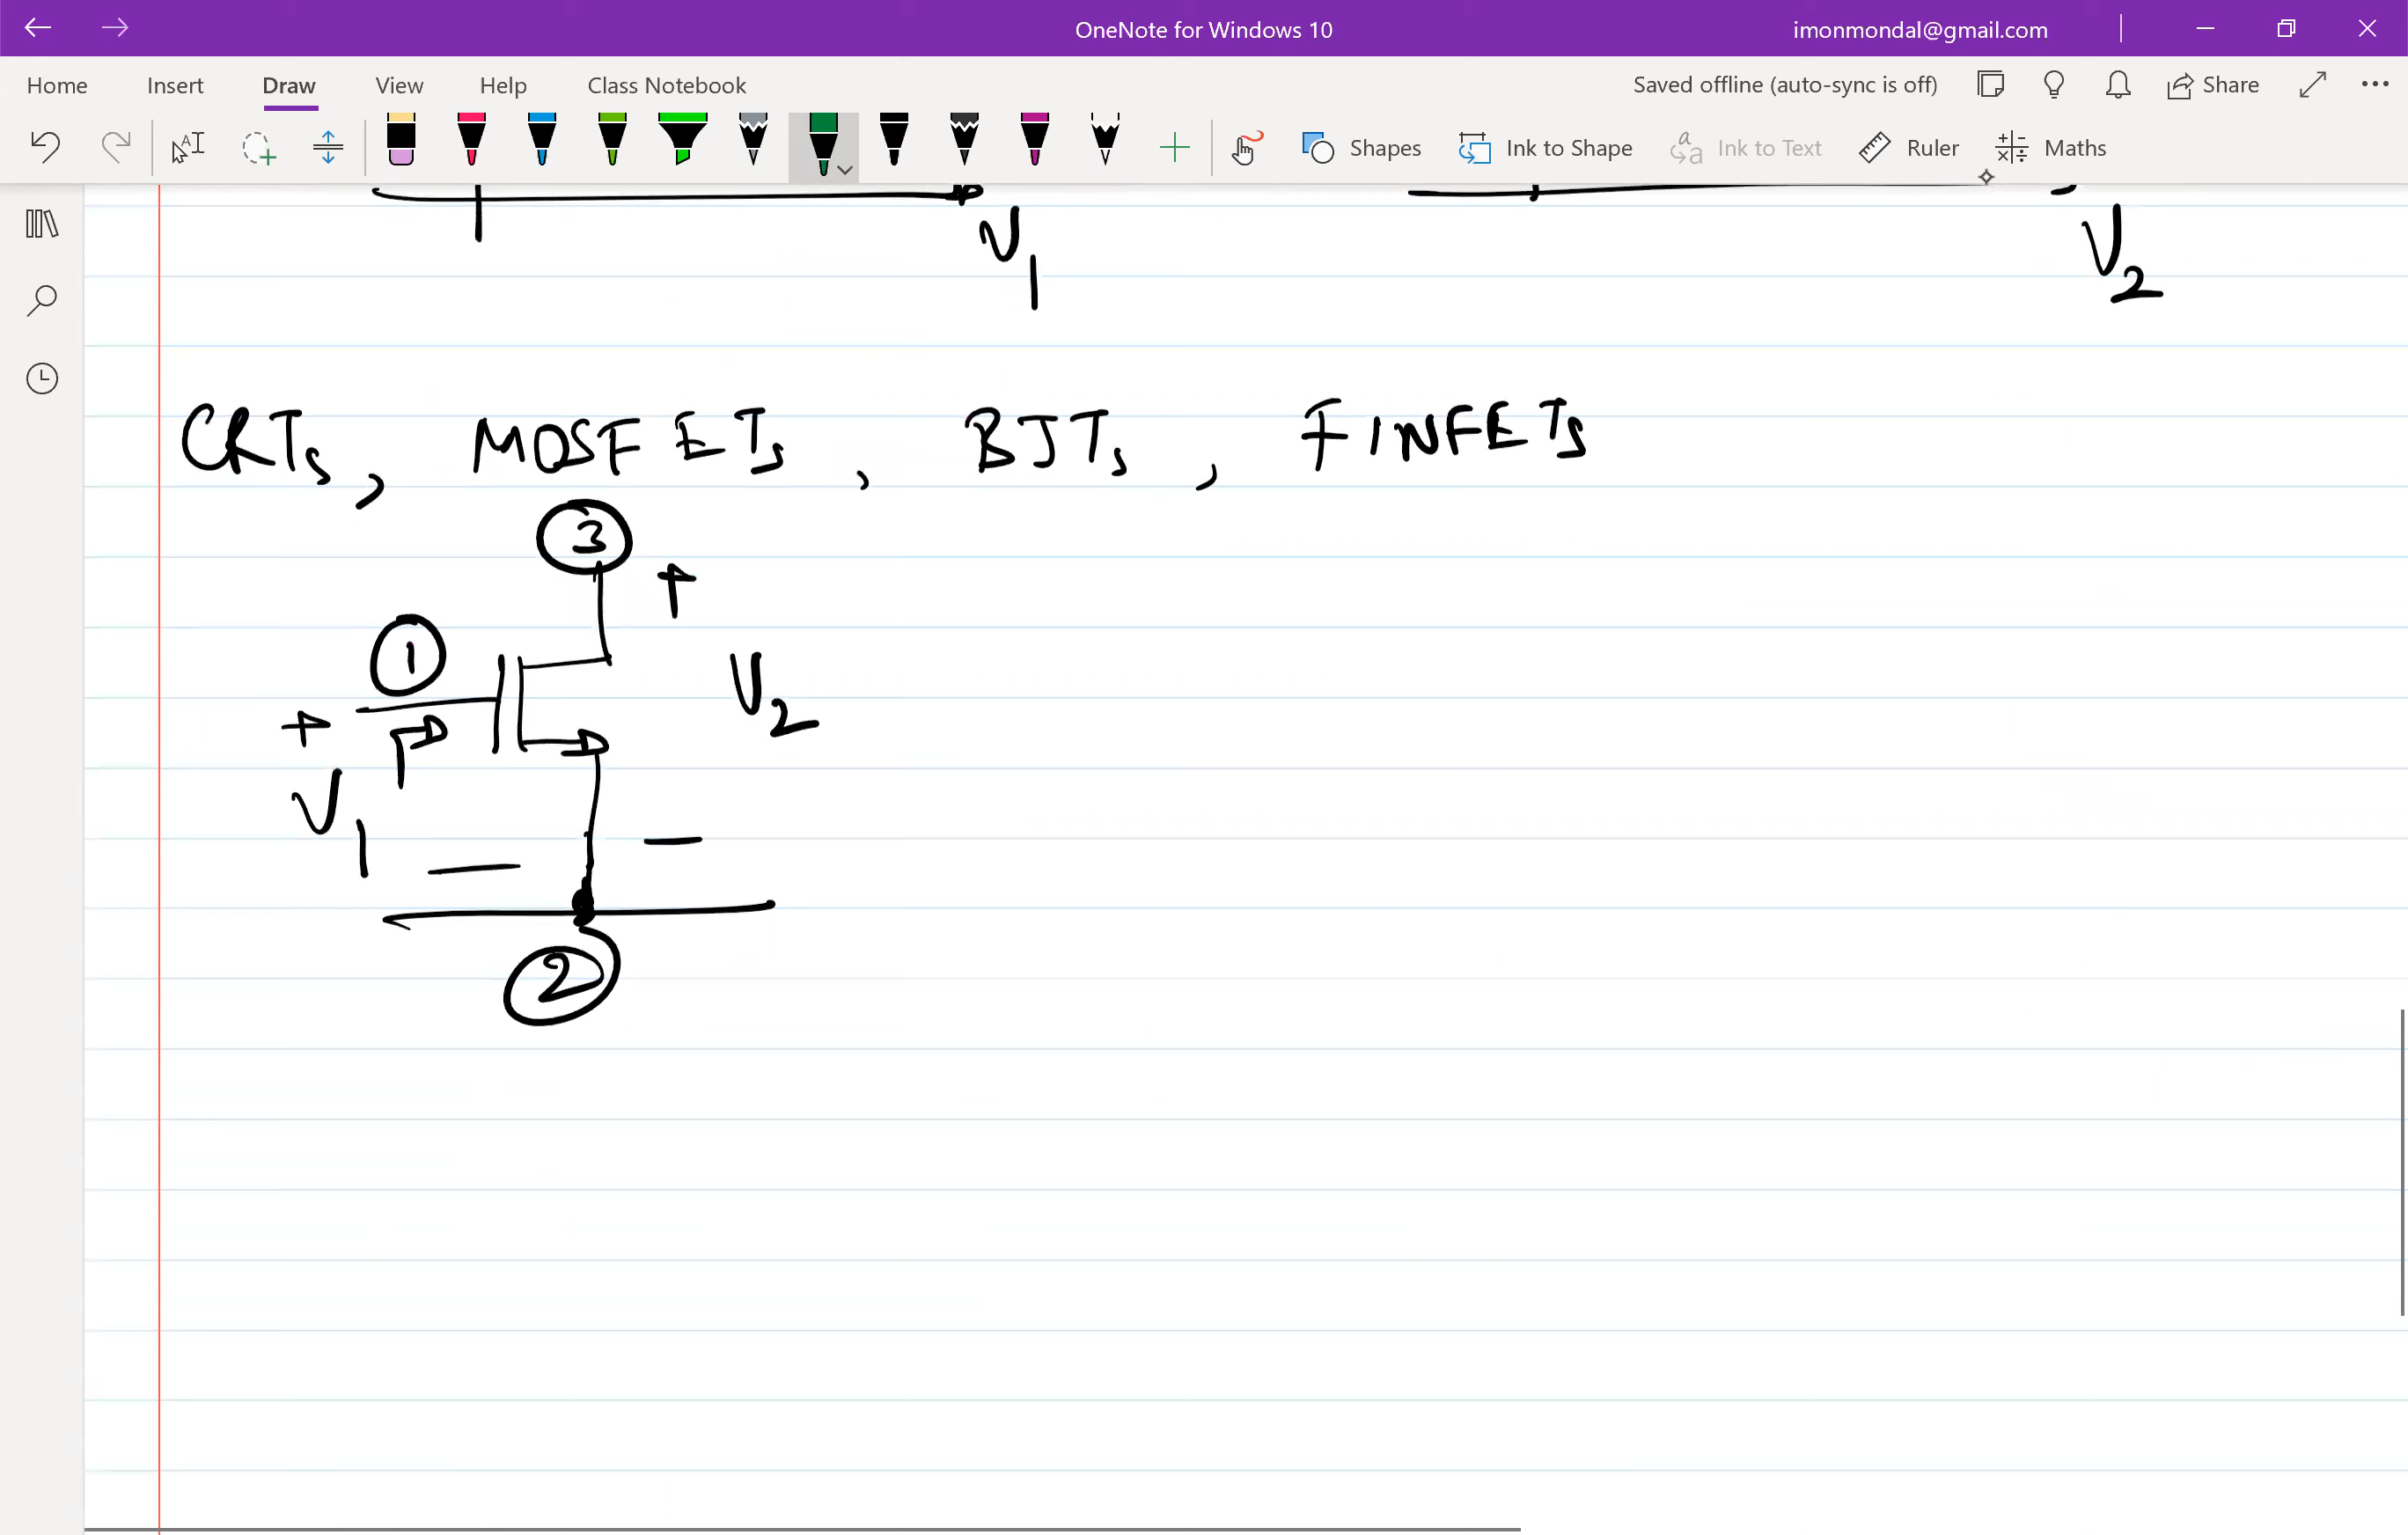 OneNote for Windows 10 imonmondal@gmail.com
Home Insert Draw View Help Class Notebook Saved offline (auto-sync is off) Share
Shapes Ink to Shape Ink to Text Ruler Maths
V1 V2
CRTs, MOSFETs, BJTs, FINFETs
3
+
1
V2
+
V1
- -
2